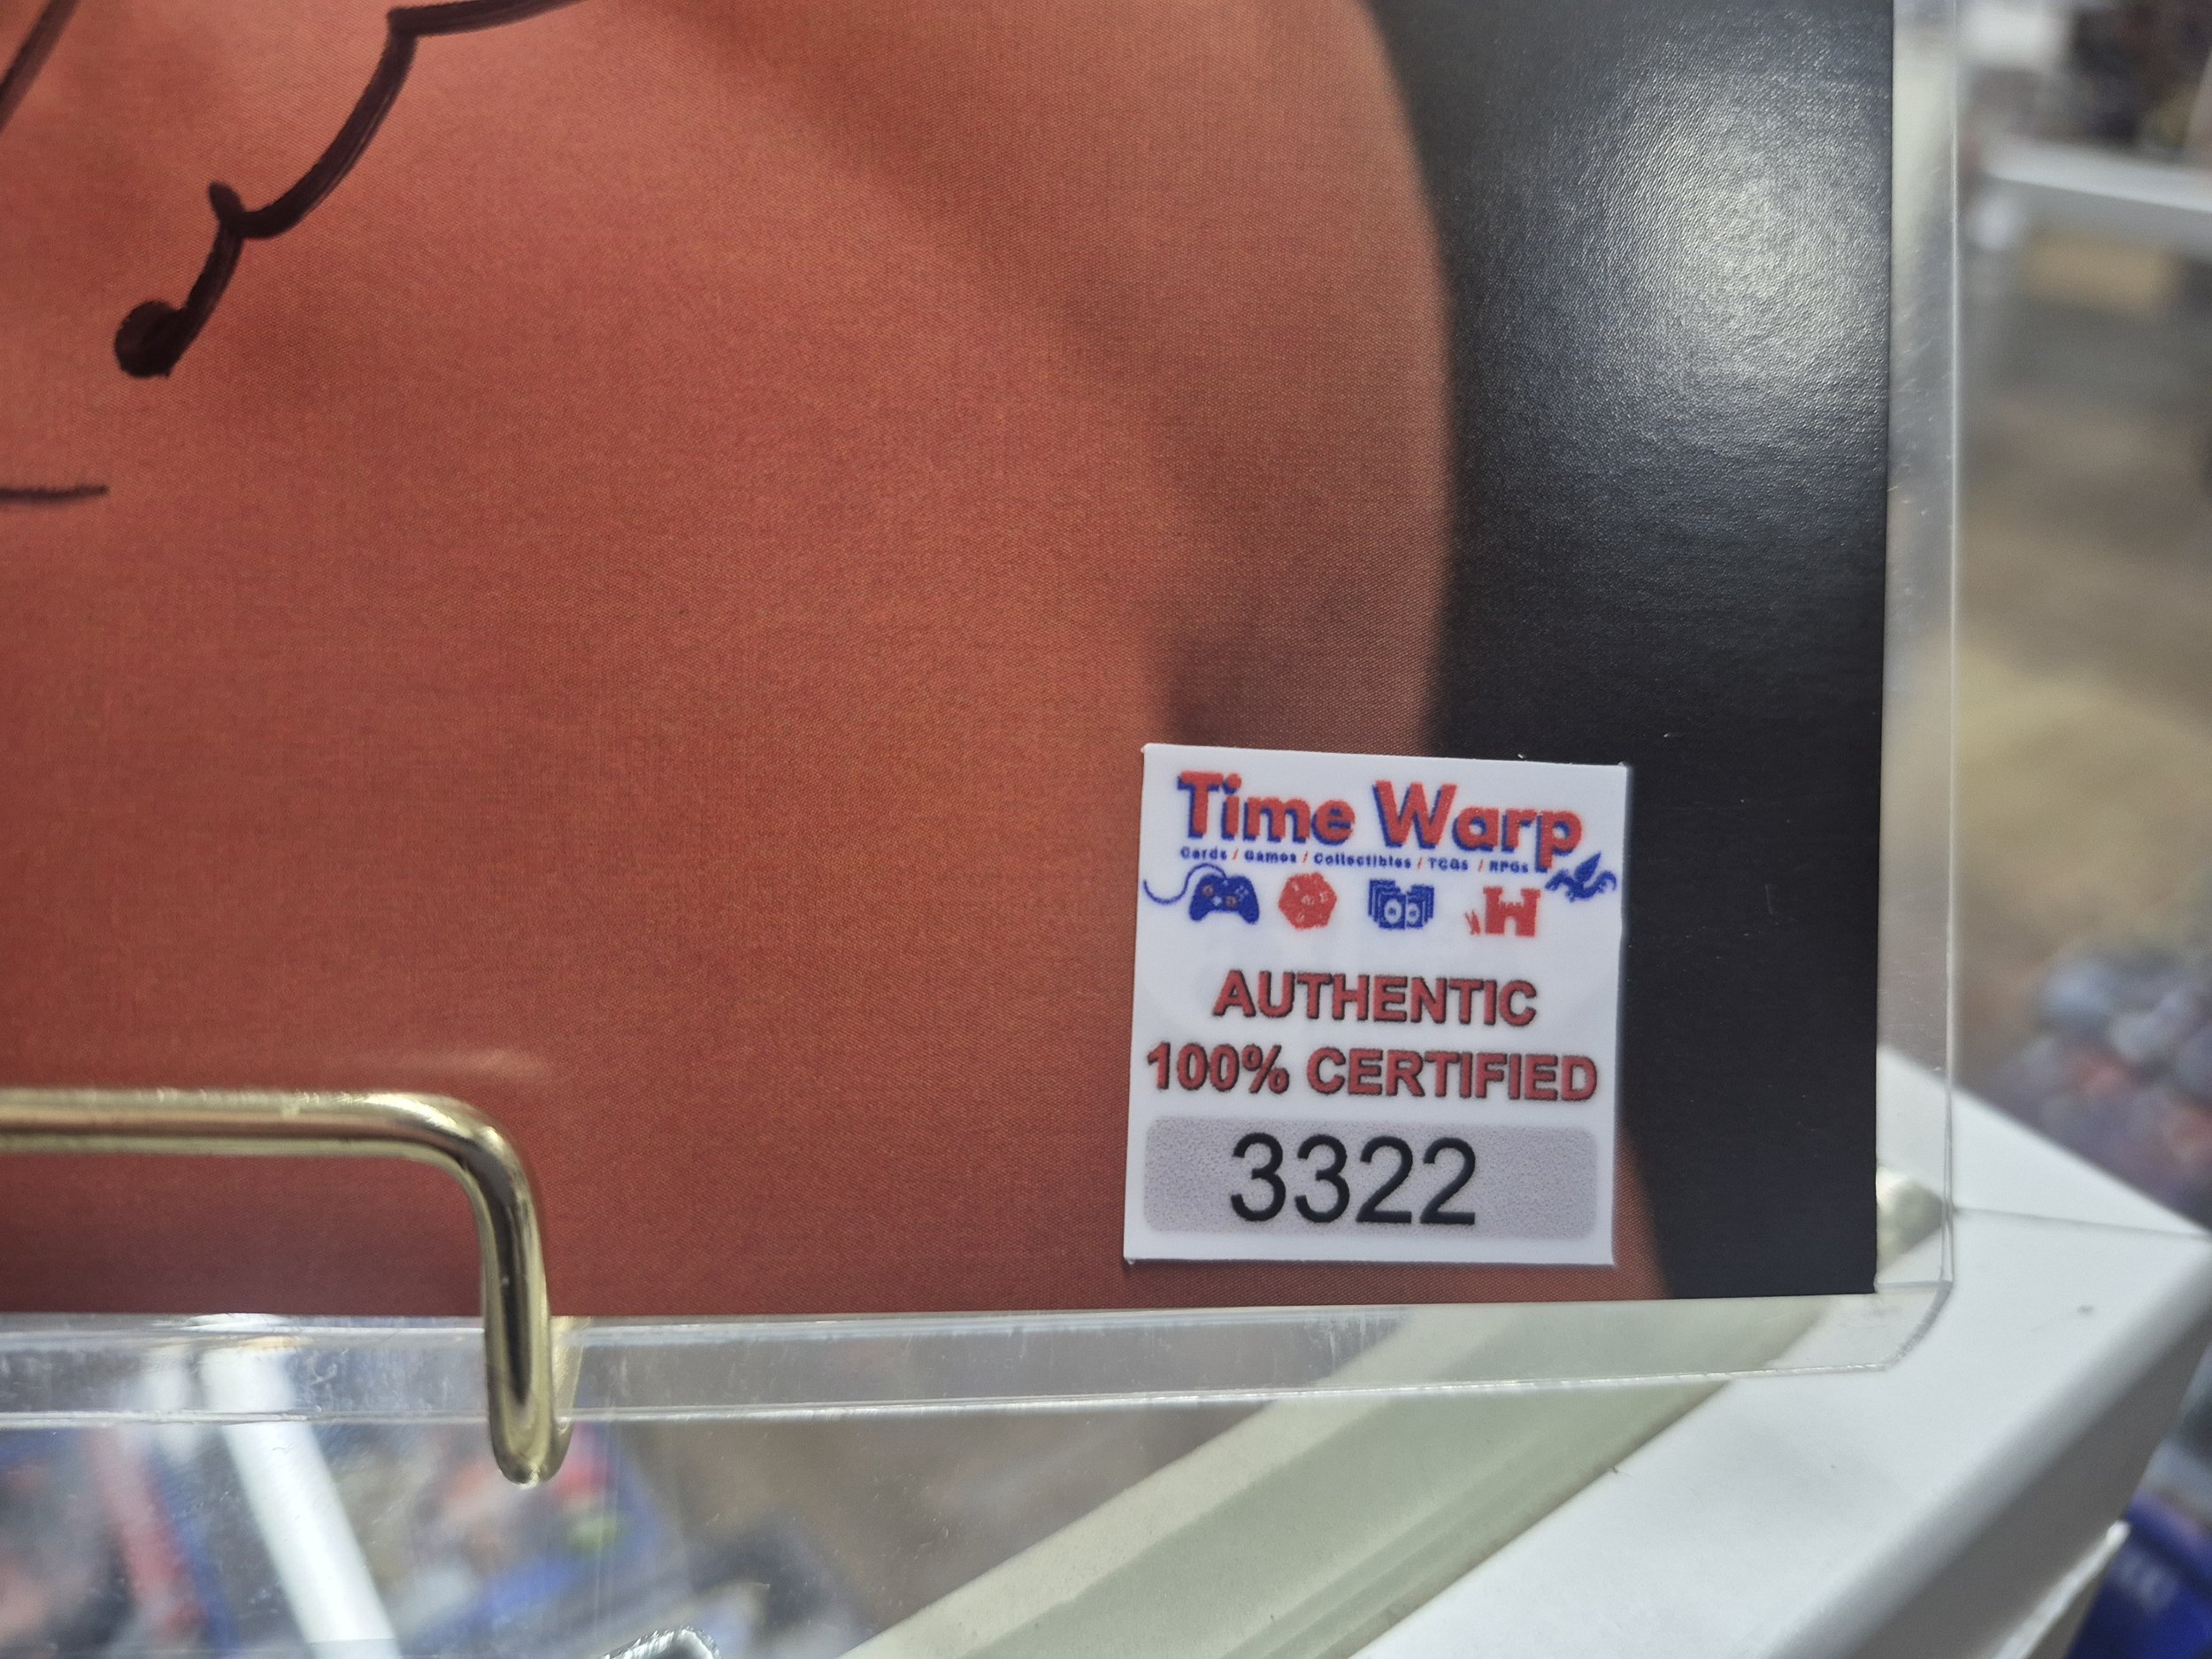 Time Warp
Cards / Games / Collectibles / TCGs / RPGs
AUTHENTIC
100% CERTIFIED
3322